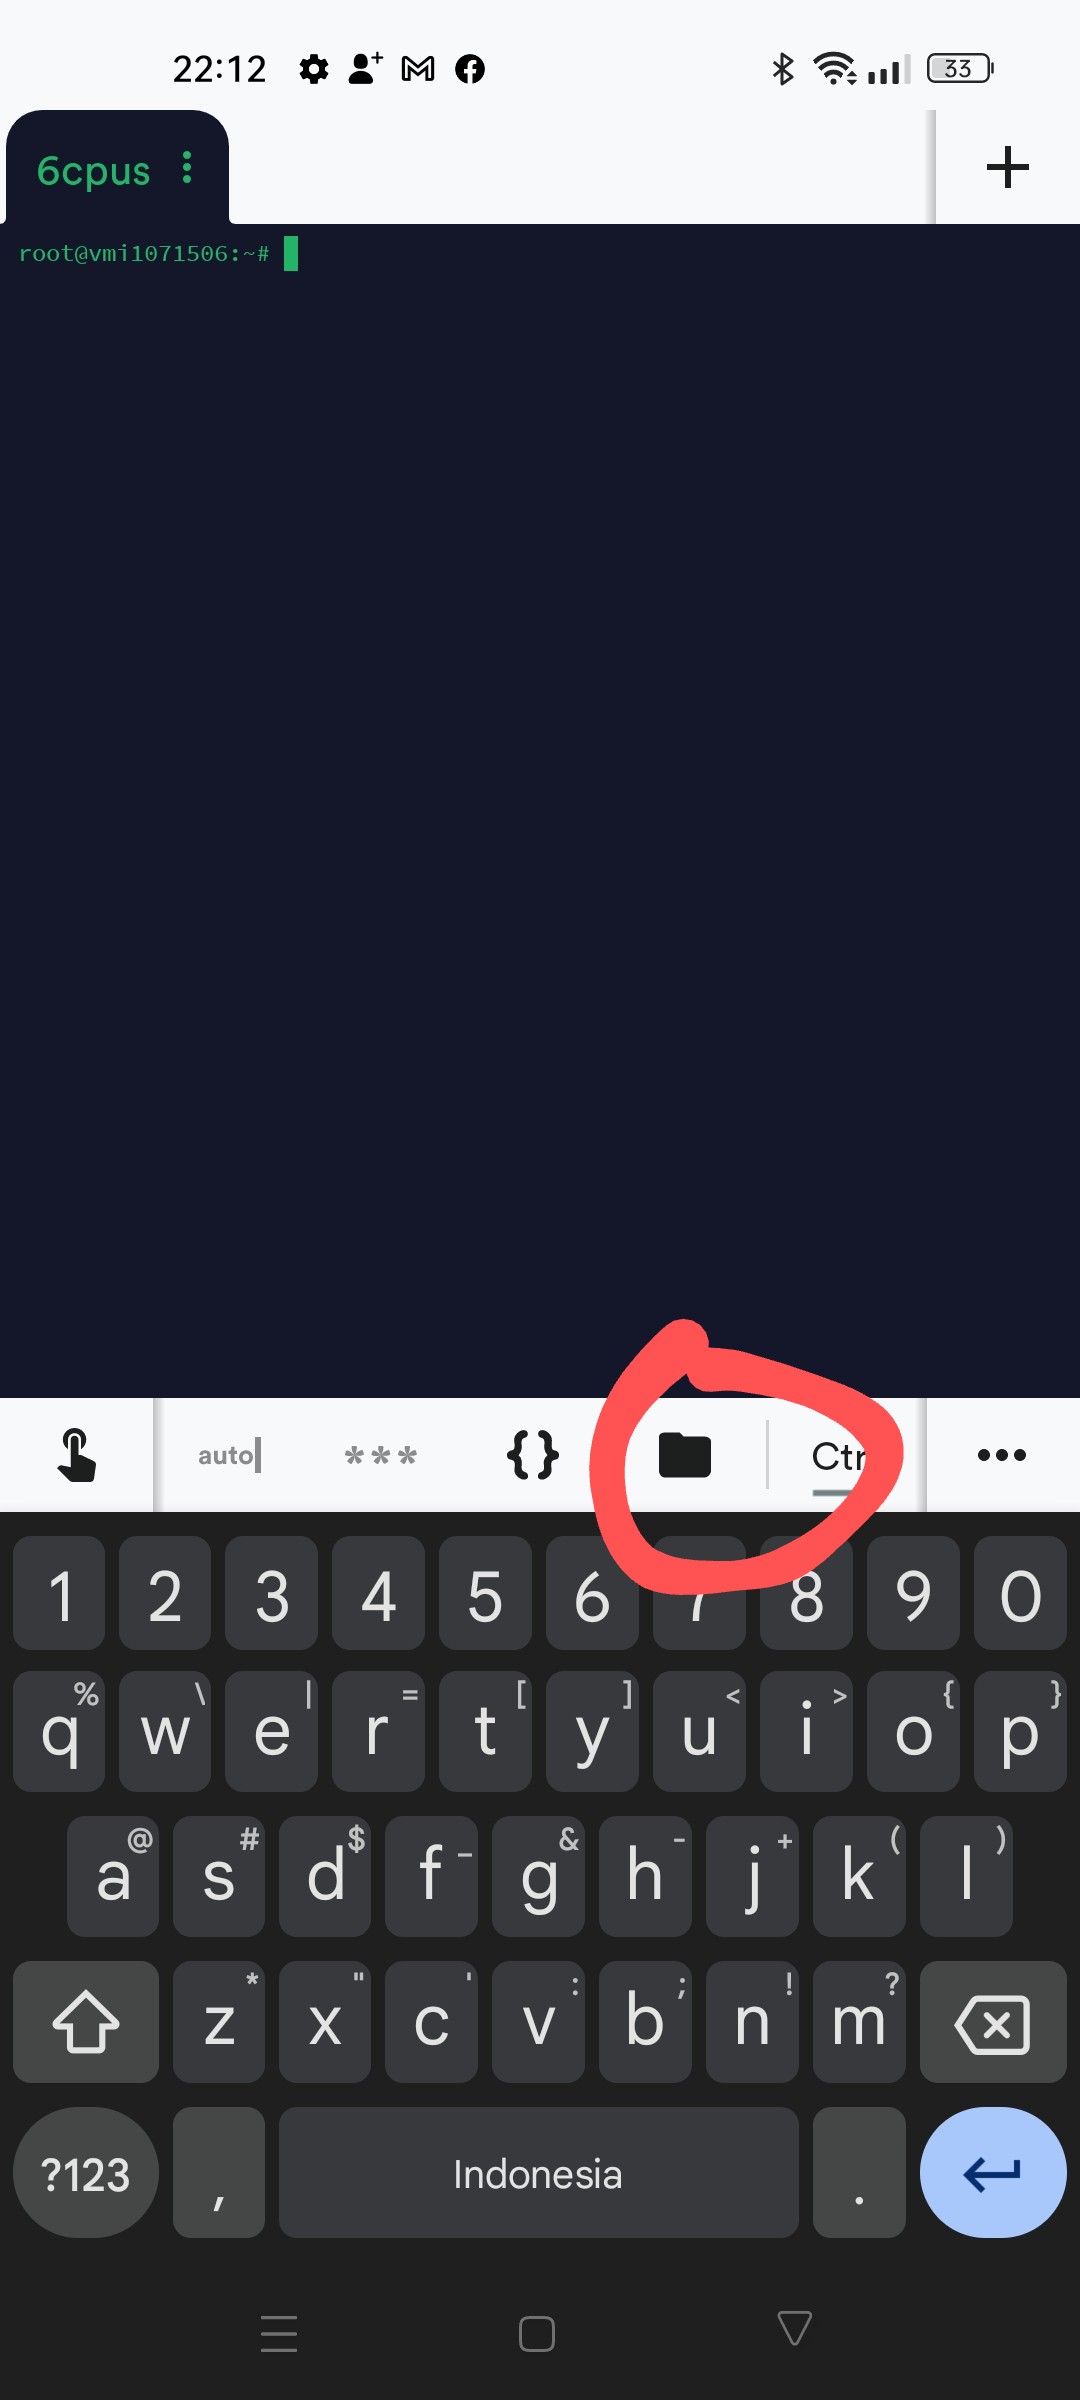 22:12 33
6cpus
root@vmi1071506:~#
auto *** {} Ctr
1 2 3 4 5 6 7 8 9 0
% \ | = [ ] < > { }
q w e r t y u i o p
@ # $ _ & - + ( )
a s d f g h j k l
* " ' : ; ! ?
z x c v b n m
?123 , Indonesia .